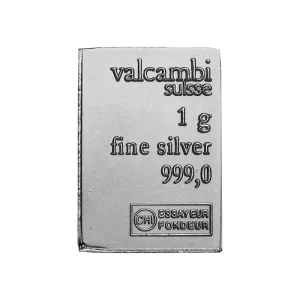 valcambi
suisse
1 g
fine silver
999,0
CHI ESSAYEUR
FONDEUR